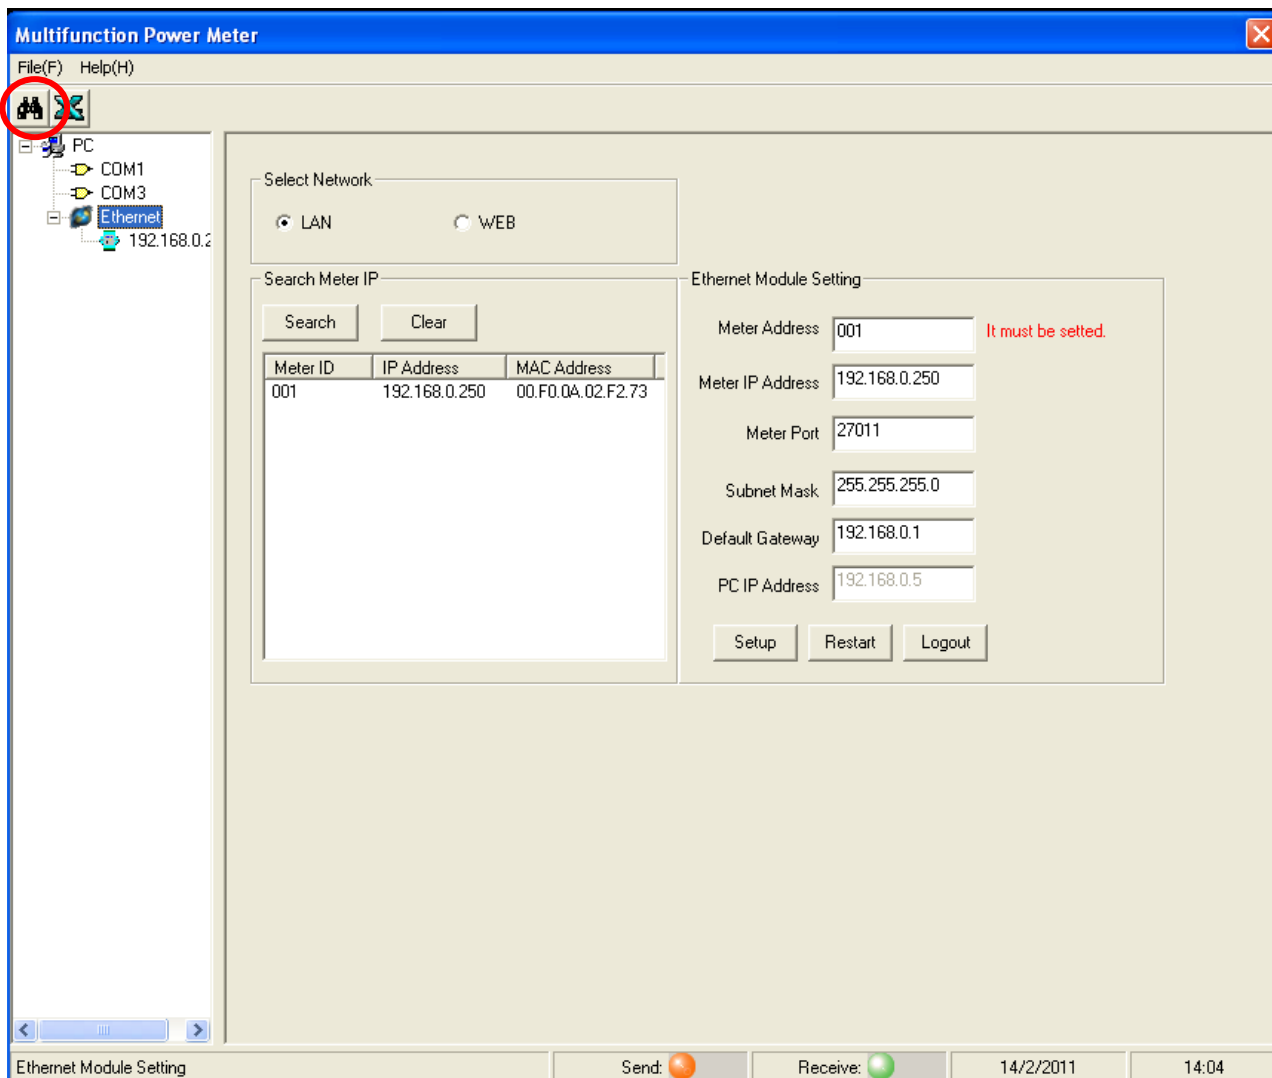 Multifunction Power Meter
File(F) Help(H)
PC
COM1
COM3
Ethernet
192.168.0.2
Select Network
LAN WEB
Search Meter IP
Search Clear
Meter ID IP Address MAC Address
001 192.168.0.250 00.F0.0A.02.F2.73
Ethernet Module Setting
Meter Address 001 It must be setted.
Meter IP Address 192.168.0.250
Meter Port 27011
Subnet Mask 255.255.255.0
Default Gateway 192.168.0.1
PC IP Address 192.168.0.5
Setup Restart Logout
Ethernet Module Setting Send: Receive: 14/2/2011 14:04